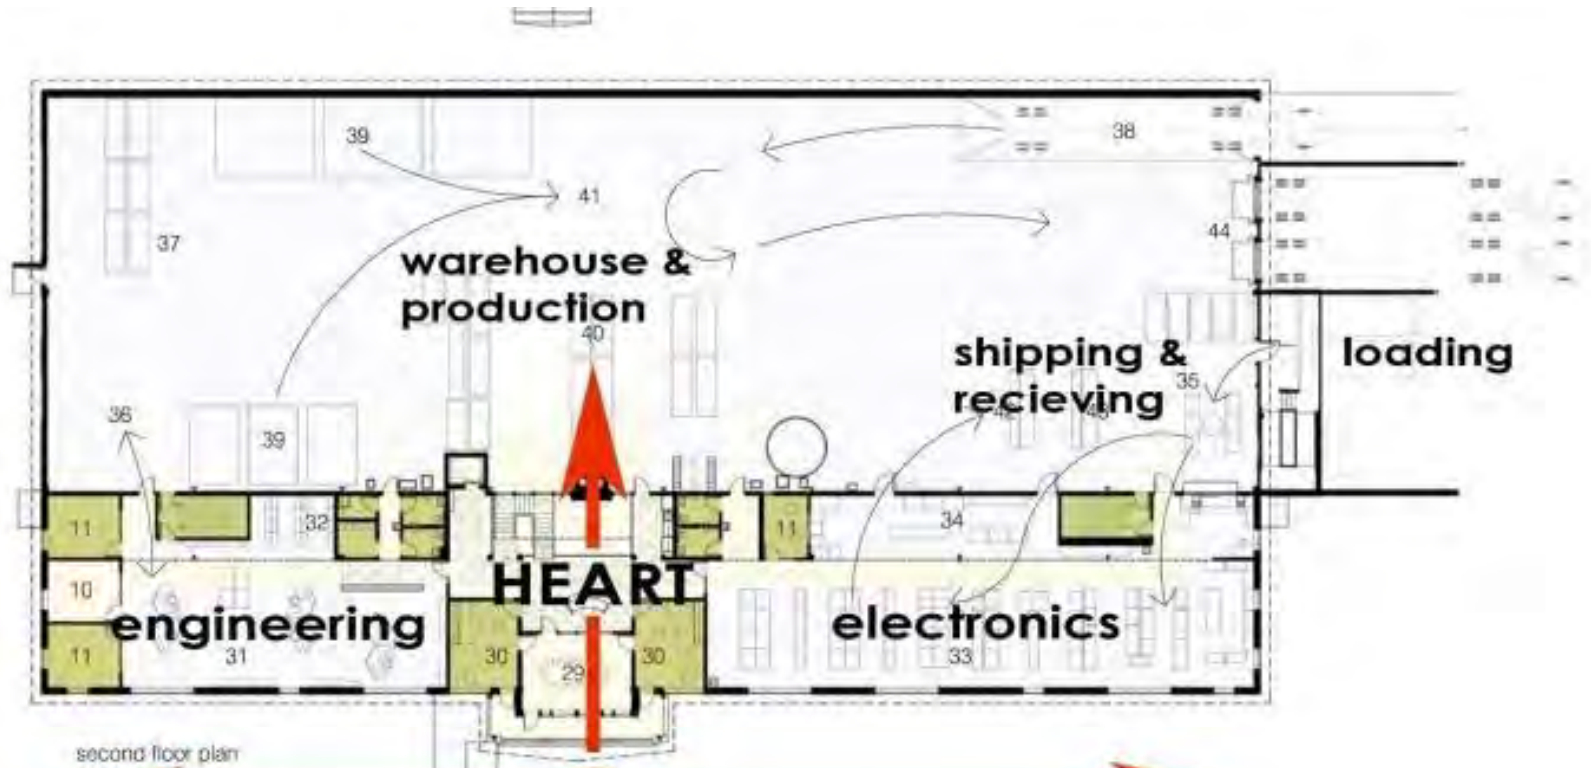 39
38
41
37
44
warehouse &
production
40
shipping &
recieving
loading
35
36
39
11
32
11
34
10
HEART
engineering
electronics
11
31
30
29
30
33
second floor plan